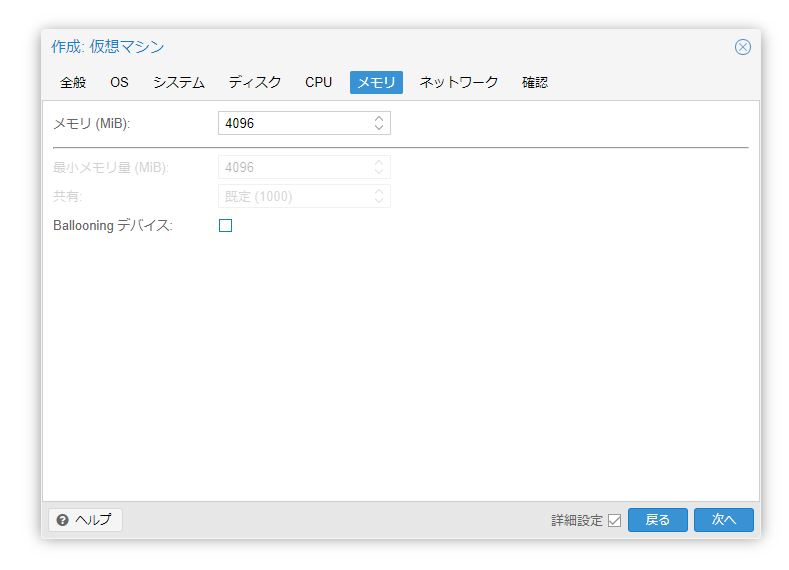 作成: 仮想マシン
全般 OS システム ディスク CPU メモリ ネットワーク 確認
メモリ (MiB): 4096
最小メモリ量 (MiB): 4096
共有: 既定 (1000)
Ballooning デバイス:
ヘルプ 詳細設定 戻る 次へ